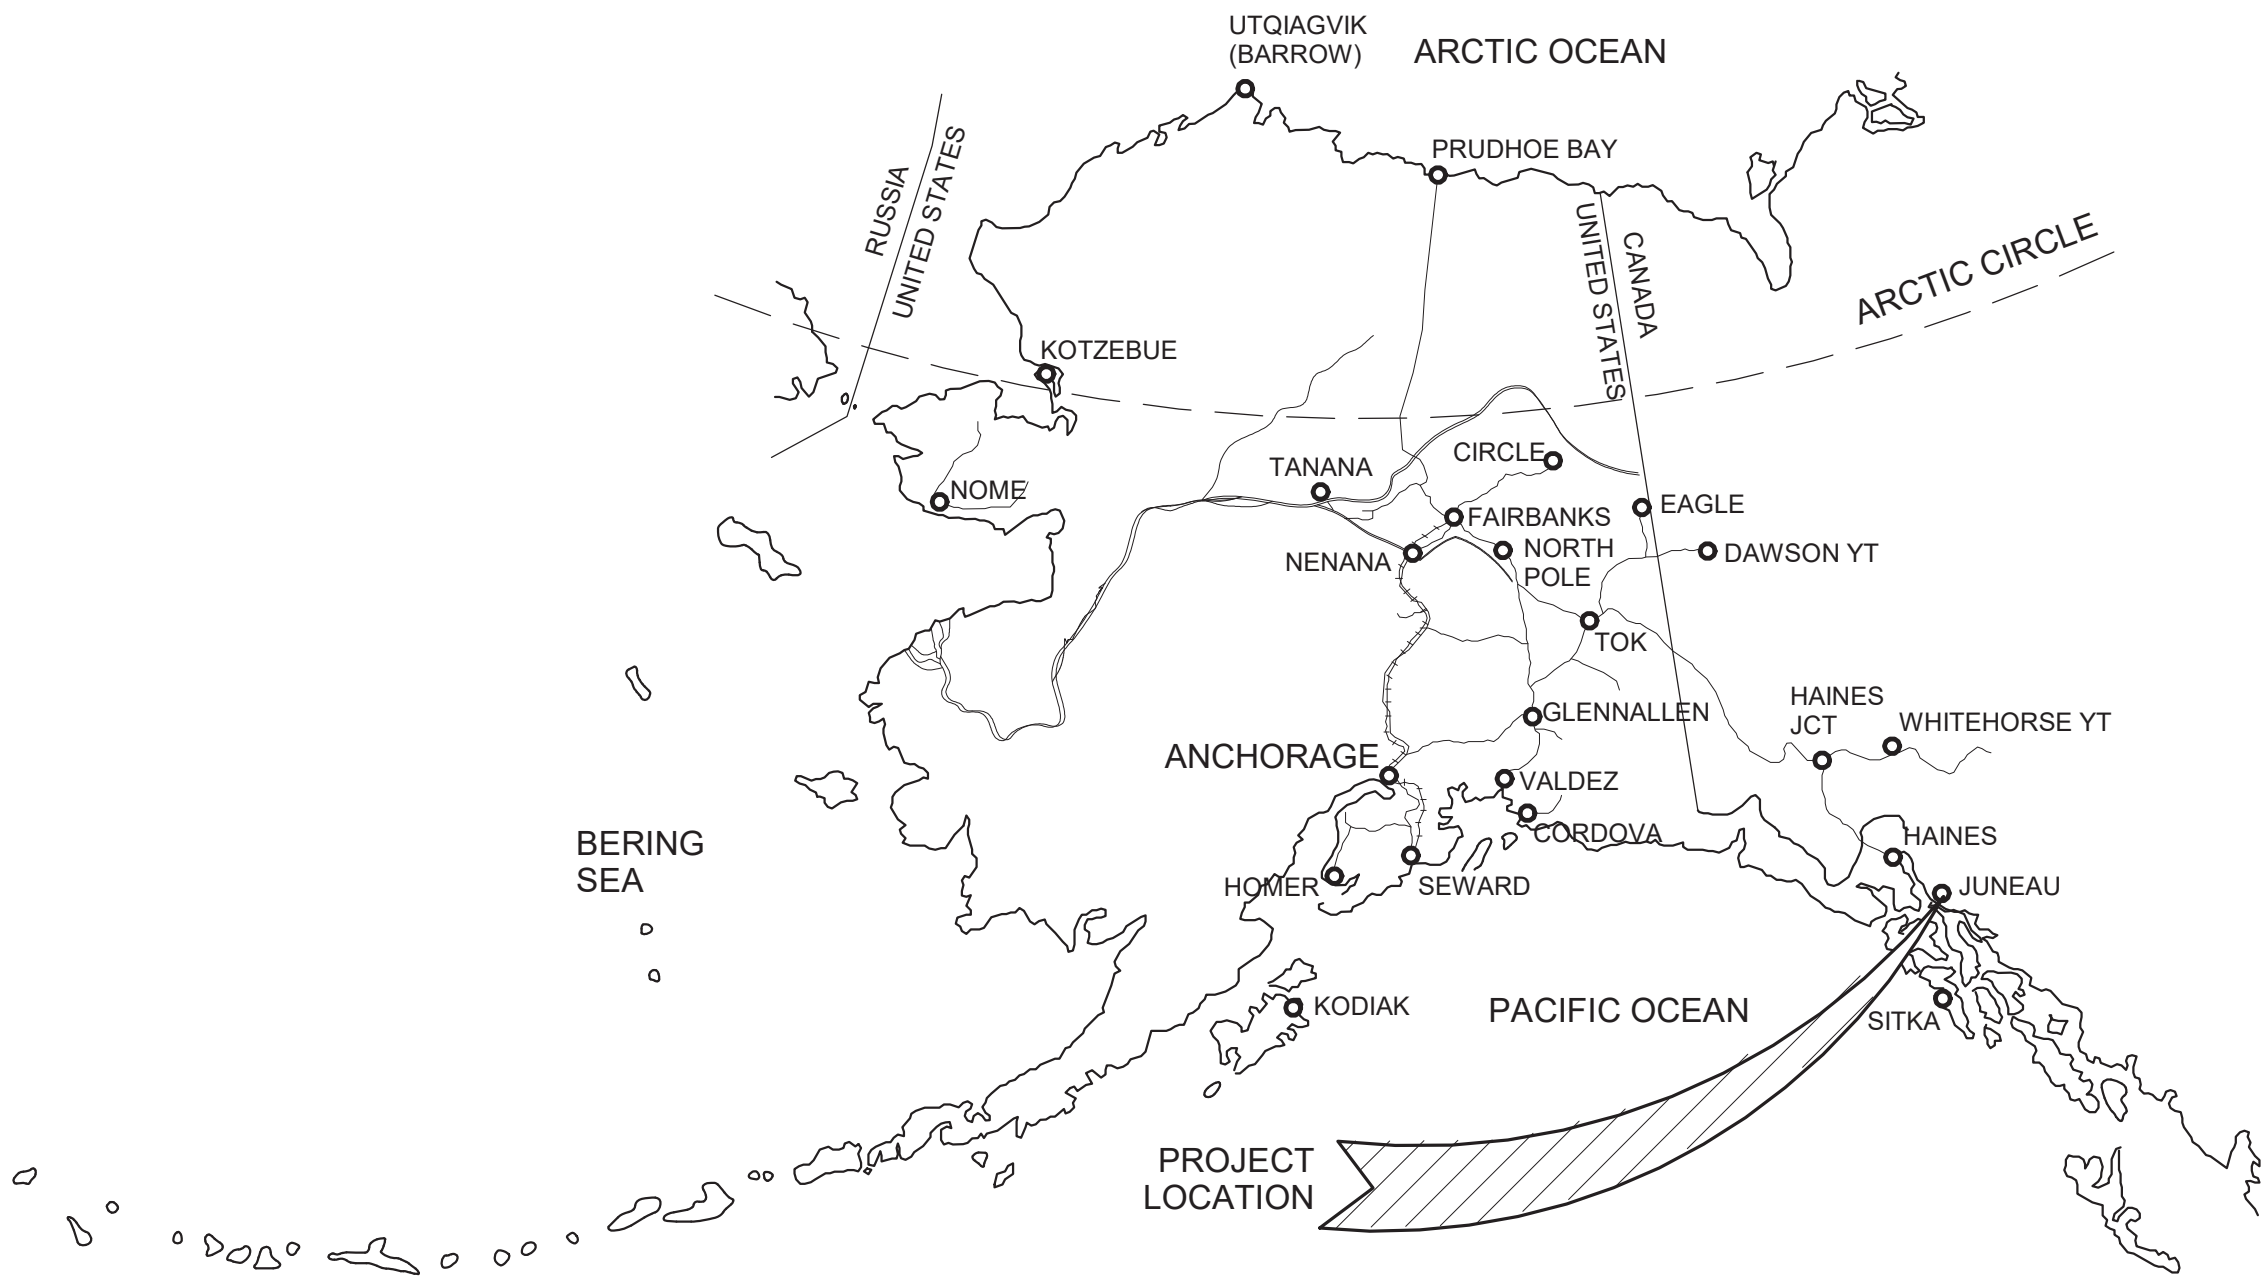 UTQIAGVIK
(BARROW)
ARCTIC OCEAN
PRUDHOE BAY
RUSSIA
UNITED STATES
UNITED STATES
CANADA
ARCTIC CIRCLE
KOTZEBUE
NOME
TANANA
CIRCLE
EAGLE
FAIRBANKS
NENANA
NORTH
POLE
DAWSON YT
TOK
GLENNALLEN
HAINES
JCT
WHITEHORSE YT
ANCHORAGE
VALDEZ
CORDOVA
BERING
SEA
HOMER
SEWARD
HAINES
JUNEAU
KODIAK
PACIFIC OCEAN
SITKA
PROJECT
LOCATION